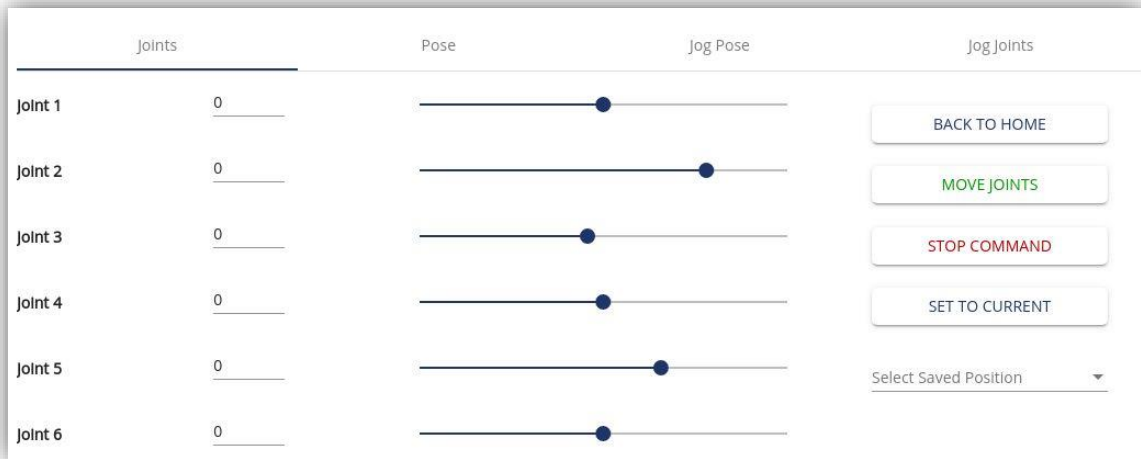 Joints Pose Jog Pose Jog Joints
Joint 1 0
BACK TO HOME
Joint 2 0
MOVE JOINTS
Joint 3 0
STOP COMMAND
Joint 4 0
SET TO CURRENT
Joint 5 0
Select Saved Position
Joint 6 0